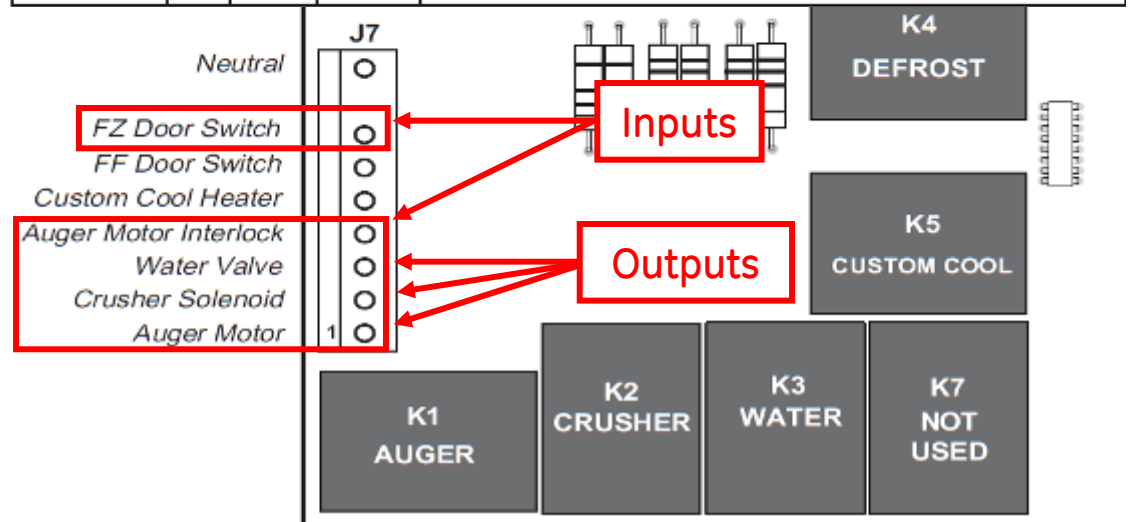 J7
Neutral
FZ Door Switch
FF Door Switch
Custom Cool Heater
Auger Motor Interlock
Water Valve
Crusher Solenoid
Auger Motor
1
Inputs
Outputs
K4
DEFROST
K5
CUSTOM COOL
K1
AUGER
K2
CRUSHER
K3
WATER
K7
NOT
USED